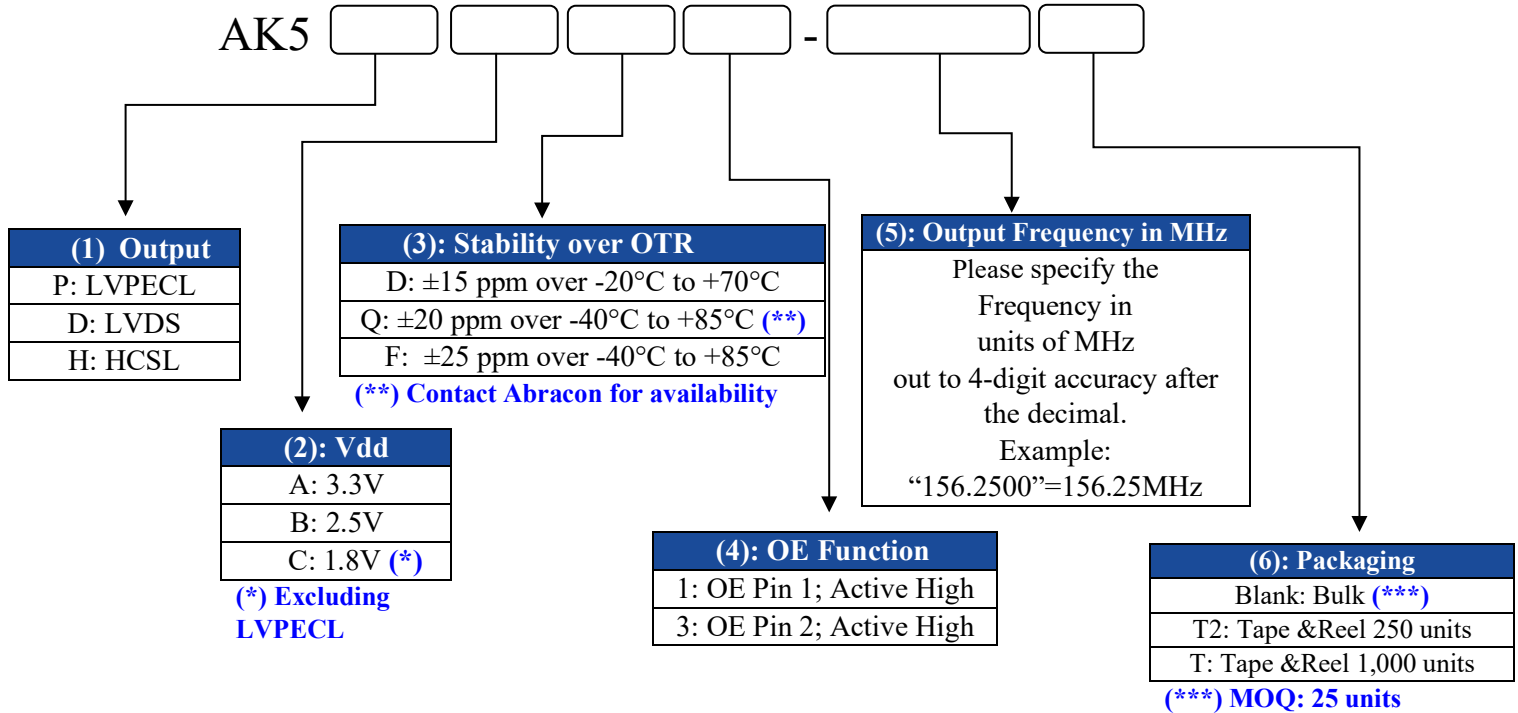 AK5 -
(1) Output
P: LVPECL
D: LVDS
H: HCSL
(2): Vdd
A: 3.3V
B: 2.5V
C: 1.8V (*)
(*) Excluding
LVPECL
(3): Stability over OTR
D: ±15 ppm over -20°C to +70°C
Q: ±20 ppm over -40°C to +85°C (**)
F: ±25 ppm over -40°C to +85°C
(**) Contact Abracon for availability
(4): OE Function
1: OE Pin 1; Active High
3: OE Pin 2; Active High
(5): Output Frequency in MHz
Please specify the
Frequency in
units of MHz
out to 4-digit accuracy after
the decimal.
Example:
“156.2500”=156.25MHz
(6): Packaging
Blank: Bulk (***)
T2: Tape &Reel 250 units
T: Tape &Reel 1,000 units
(***) MOQ: 25 units